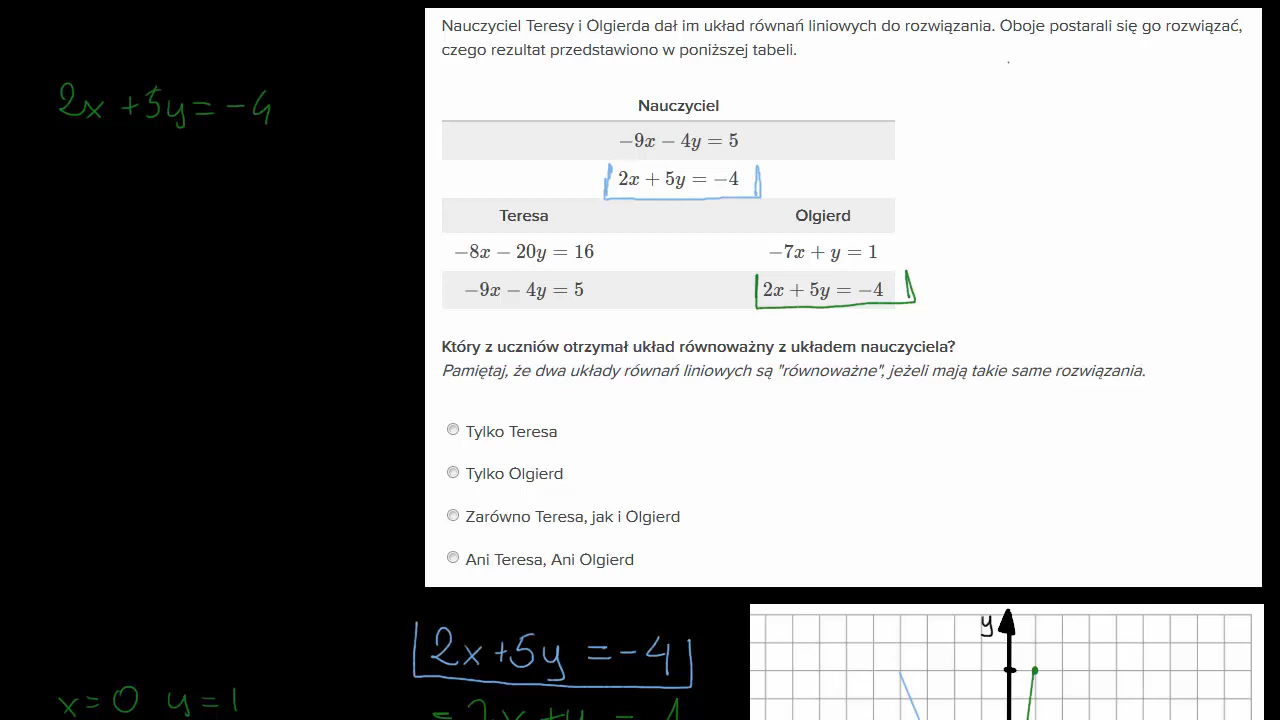 Nauczyciel Teresy i Olgierda dał im układ równań liniowych do rozwiązania. Oboje postarali się go rozwiązać,
czego rezultat przedstawiono w poniższej tabeli.
2x + 5y = -4
Nauczyciel
−9x − 4y = 5
2x + 5y = −4
Teresa Olgierd
−8x − 20y = 16 −7x + y = 1
−9x − 4y = 5 2x + 5y = −4
Który z uczniów otrzymał układ równoważny z układem nauczyciela?
Pamiętaj, że dwa układy równań liniowych są "równoważne", jeżeli mają takie same rozwiązania.
Tylko Teresa
Tylko Olgierd
Zarówno Teresa, jak i Olgierd
Ani Teresa, Ani Olgierd
y
2x+5y = -4
x=0 y=1